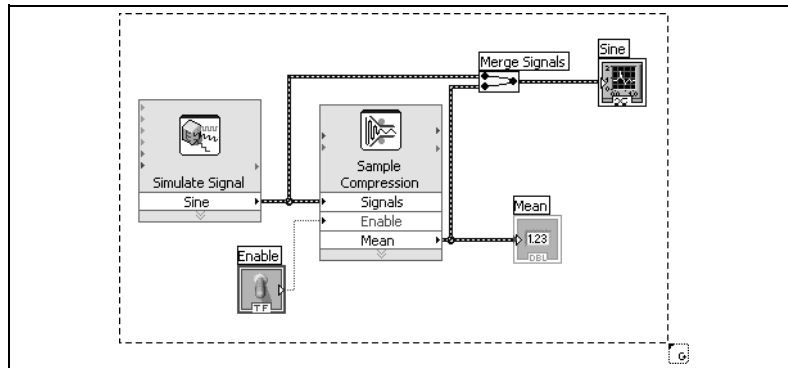 Sine
Merge Signals
Simulate Signal
Sine
Sample
Compression
Signals
Enable
Mean
Mean
1.23
DBL
Enable
TF